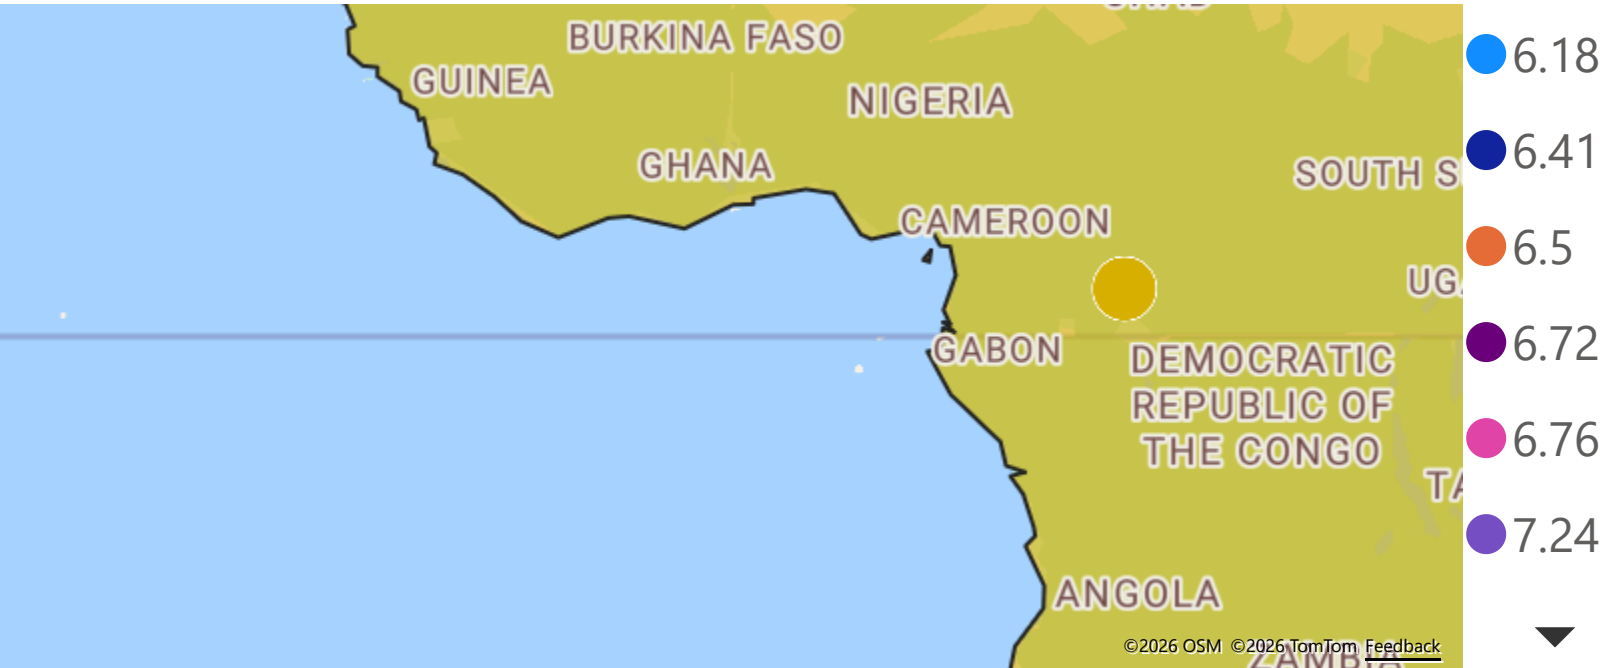 BURKINA FASO
GUINEA
NIGERIA
GHANA
SOUTH
CAMEROON
GABON
DEMOCRATIC
REPUBLIC OF
THE CONGO
ANGOLA
©2026 OSM ©2026 TomTom Feedback
ZAMBIA
6.18
6.41
6.5
6.72
6.76
7.24